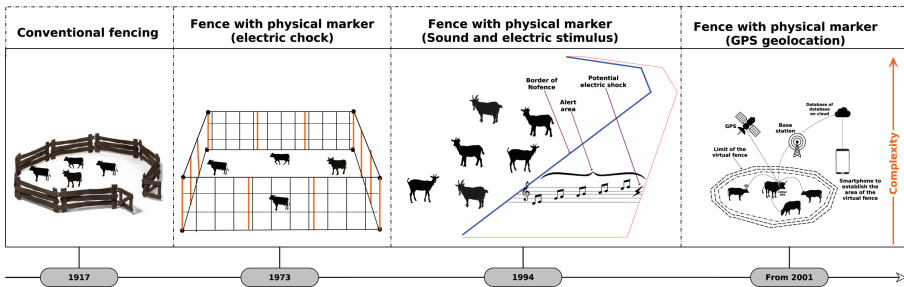 Conventional fencing
Fence with physical marker
(electric chock)
Fence with physical marker
(Sound and electric stimulus)
Fence with physical marker
(GPS geolocation)
Border of
Nofence
Alert
area
Potential
electric shock
GPS
Base
station
Database of
database
on cloud
Limit of the
virtual fence
Smartphone to
establish the
area of the
virtual fence
Complexity
1917
1973
1994
From 2001